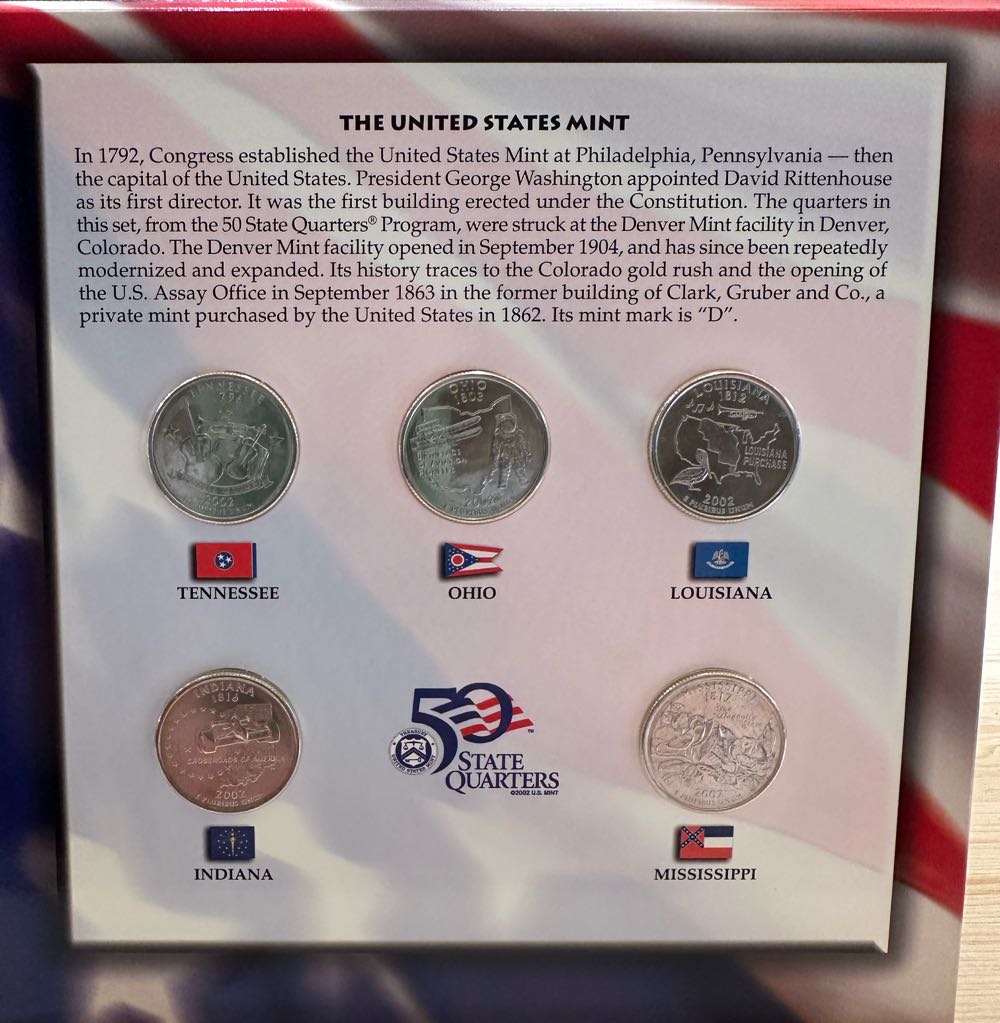 THE UNITED STATES MINT
In 1792, Congress established the United States Mint at Philadelphia, Pennsylvania — then
the capital of the United States. President George Washington appointed David Rittenhouse
as its first director. It was the first building erected under the Constitution. The quarters in
this set, from the 50 State Quarters® Program, were struck at the Denver Mint facility in Denver,
Colorado. The Denver Mint facility opened in September 1904, and has since been repeatedly
modernized and expanded. Its history traces to the Colorado gold rush and the opening of
the U.S. Assay Office in September 1863 in the former building of Clark, Gruber and Co., a
private mint purchased by the United States in 1862. Its mint mark is “D”.
TENNESSEE
2002
OHIO
1803
LOUISIANA
1812
LOUISIANA
PURCHASE
2002
E PLURIBUS UNUM
TENNESSEE
OHIO
LOUISIANA
INDIANA
1816
CROSSROADS OF AMERICA
2002
E PLURIBUS UNUM
50
STATE
QUARTERS
©2002 U.S. MINT
™
MISSISSIPPI
1817
2002
INDIANA
MISSISSIPPI